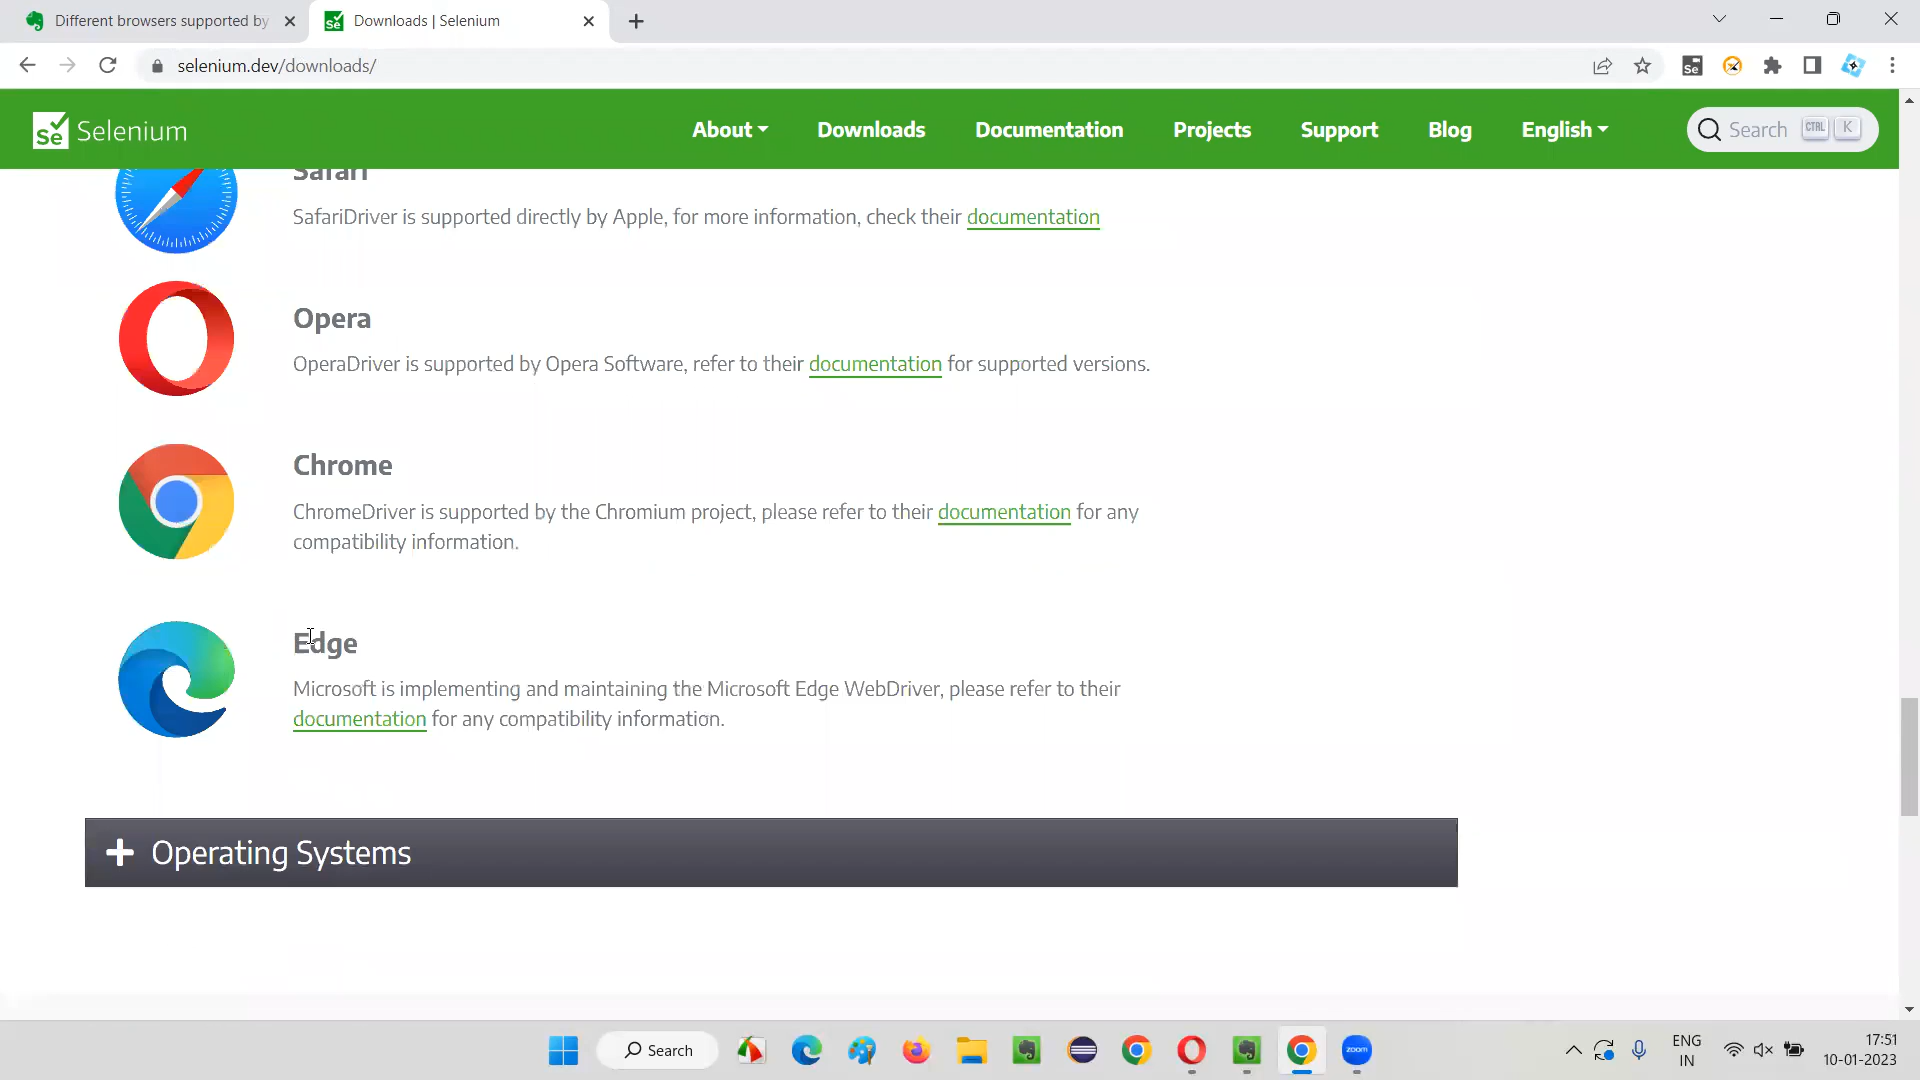 Different browsers supported by
Downloads | Selenium
selenium.dev/downloads/
Se
Se Selenium
About
Downloads
Documentation
Projects
Support
Blog
English
Search CTRL K
Safari
SafariDriver is supported directly by Apple, for more information, check their documentation
Opera
OperaDriver is supported by Opera Software, refer to their documentation for supported versions.
Chrome
ChromeDriver is supported by the Chromium project, please refer to their documentation for any
compatibility information.
Edge
Microsoft is implementing and maintaining the Microsoft Edge WebDriver, please refer to their
documentation for any compatibility information.
Operating Systems
Search
zoom
ENG
IN
17:51
10-01-2023